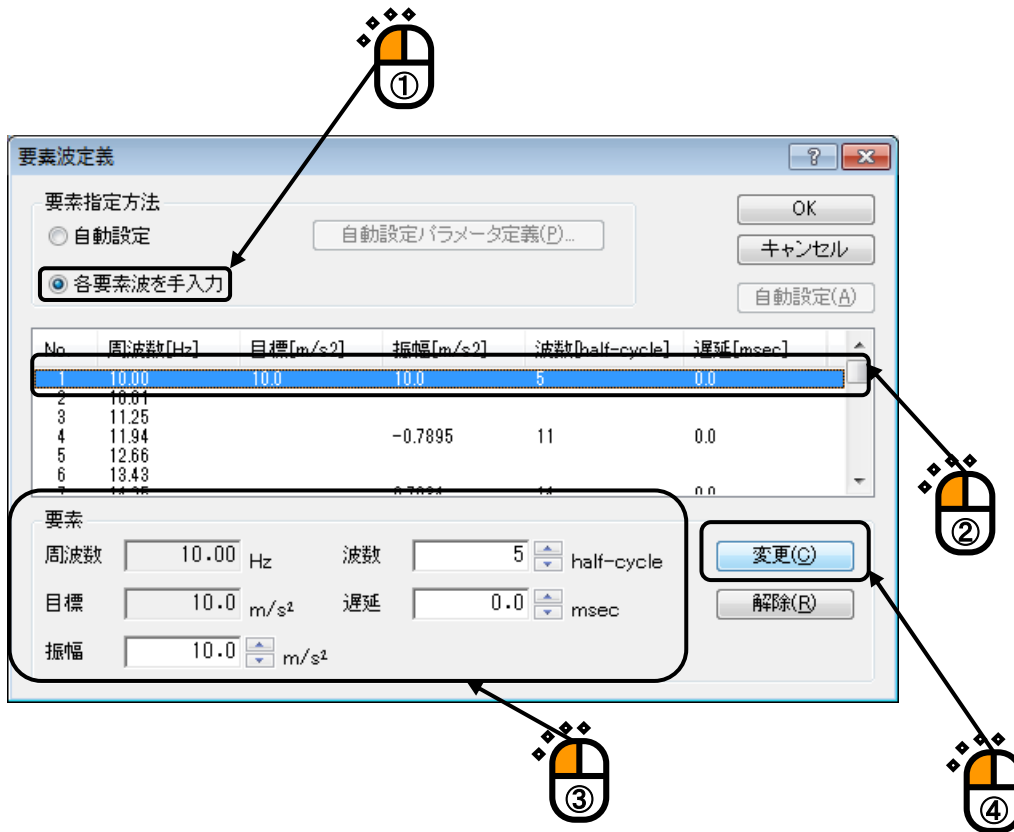 ①
要素波定義
要素指定方法
自動設定
自動設定パラメータ定義(P)...
各要素波を手入力
OK
キャンセル
自動設定(A)
No. 周波数[Hz] 目標[m/s2] 振幅[m/s2] 波数[half-cycle] 遅延[msec]
1 10.00 10.0 10.0 5 0.0
2 10.61
3 11.25
4 11.94 -0.7895 11 0.0
5 12.66
6 13.43
②
要素
周波数 10.00 Hz 波数 5 half-cycle
変更(C)
目標 10.0 m/s² 遅延 0.0 msec
解除(R)
振幅 10.0 m/s²
③
④